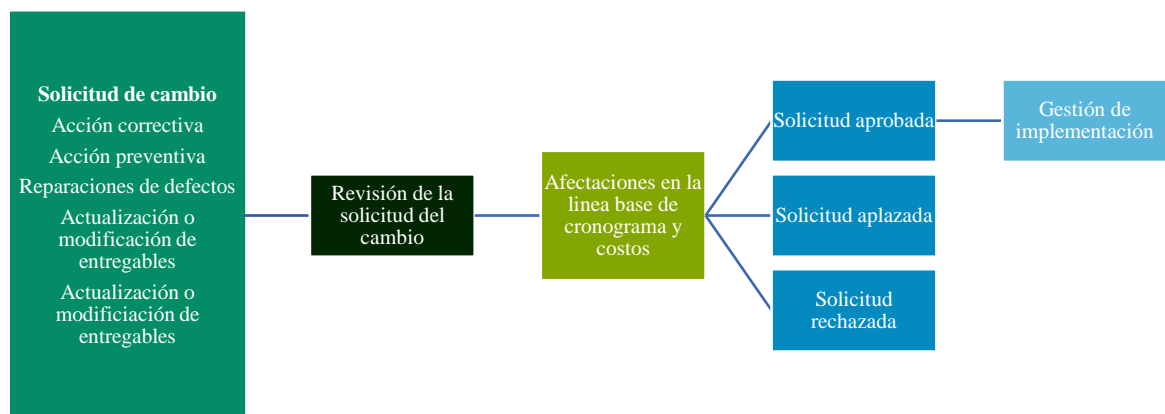 Solicitud de cambio
Acción correctiva
Acción preventiva
Reparaciones de defectos
Actualización o
modificación de
entregables
Actualización o
modificiación de
entregables
Revisión de la
solicitud del
cambio
Afectaciones en la
linea base de
cronograma y
costos
Solicitud aprobada
Solicitud aplazada
Solicitud
rechazada
Gestión de
implementación